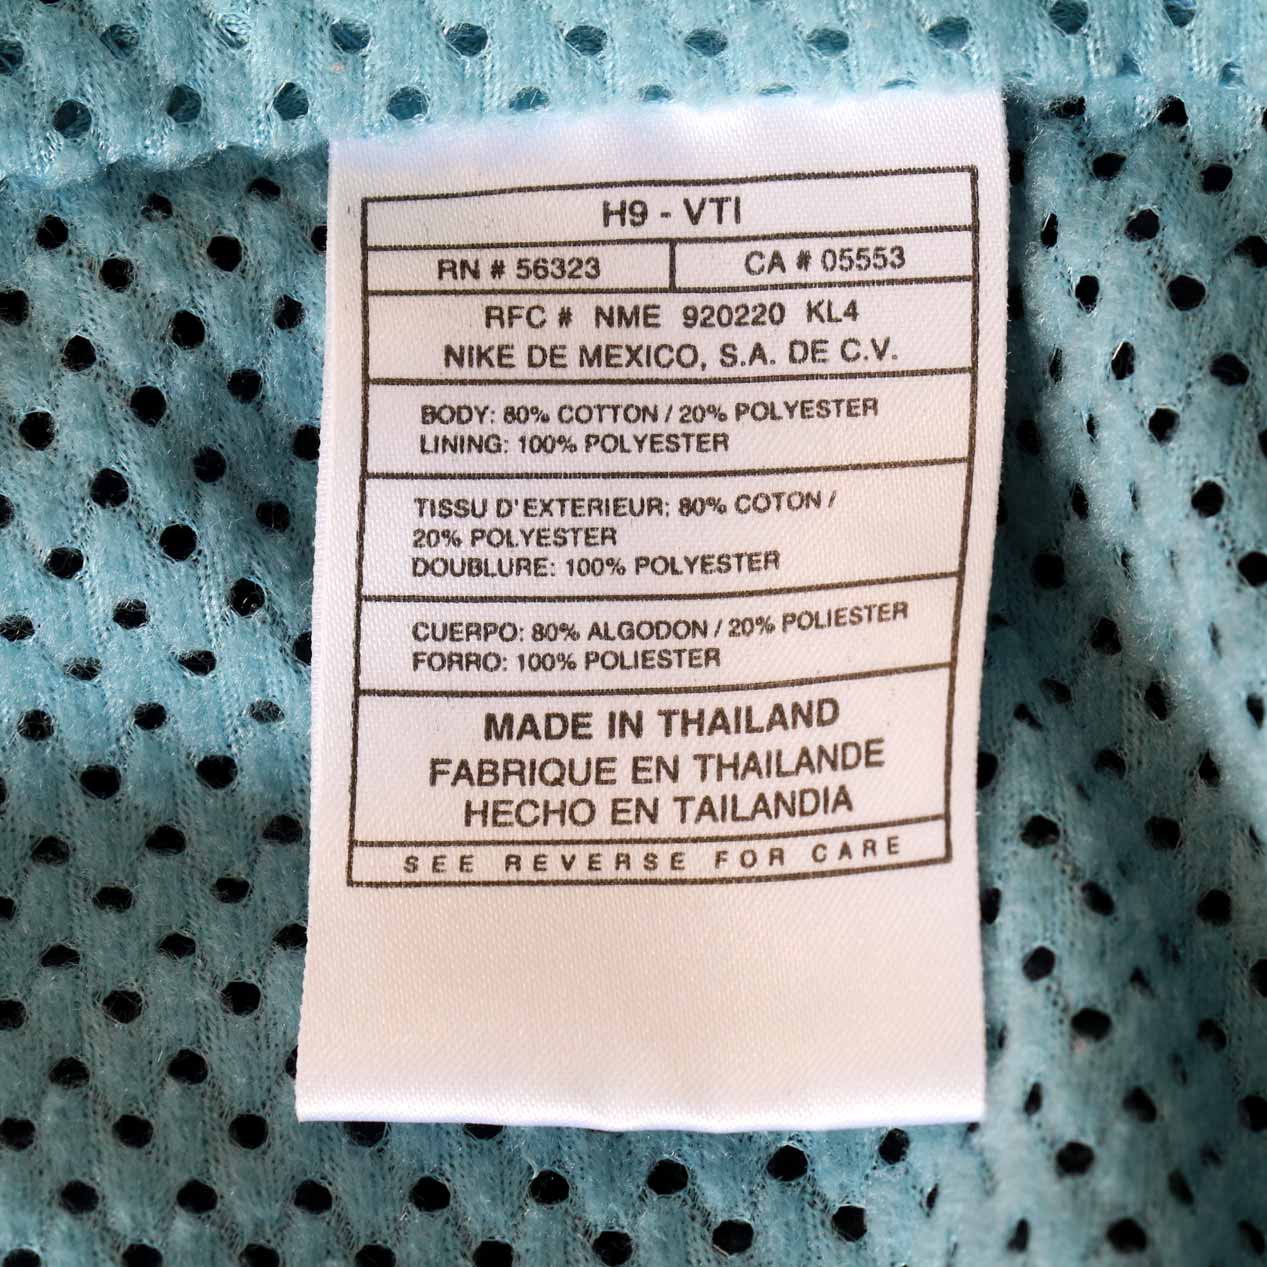 H9 - VTI
RN # 56323 CA # 05553
RFC # NME 920220 KL4
NIKE DE MEXICO, S.A. DE C.V.
BODY: 80% COTTON / 20% POLYESTER
LINING: 100% POLYESTER
TISSU D'EXTERIEUR: 80% COTON /
20% POLYESTER
DOUBLURE: 100% POLYESTER
CUERPO: 80% ALGODON / 20% POLIESTER
FORRO: 100% POLIESTER
MADE IN THAILAND
FABRIQUE EN THAILANDE
HECHO EN TAILANDIA
SEE REVERSE FOR CARE